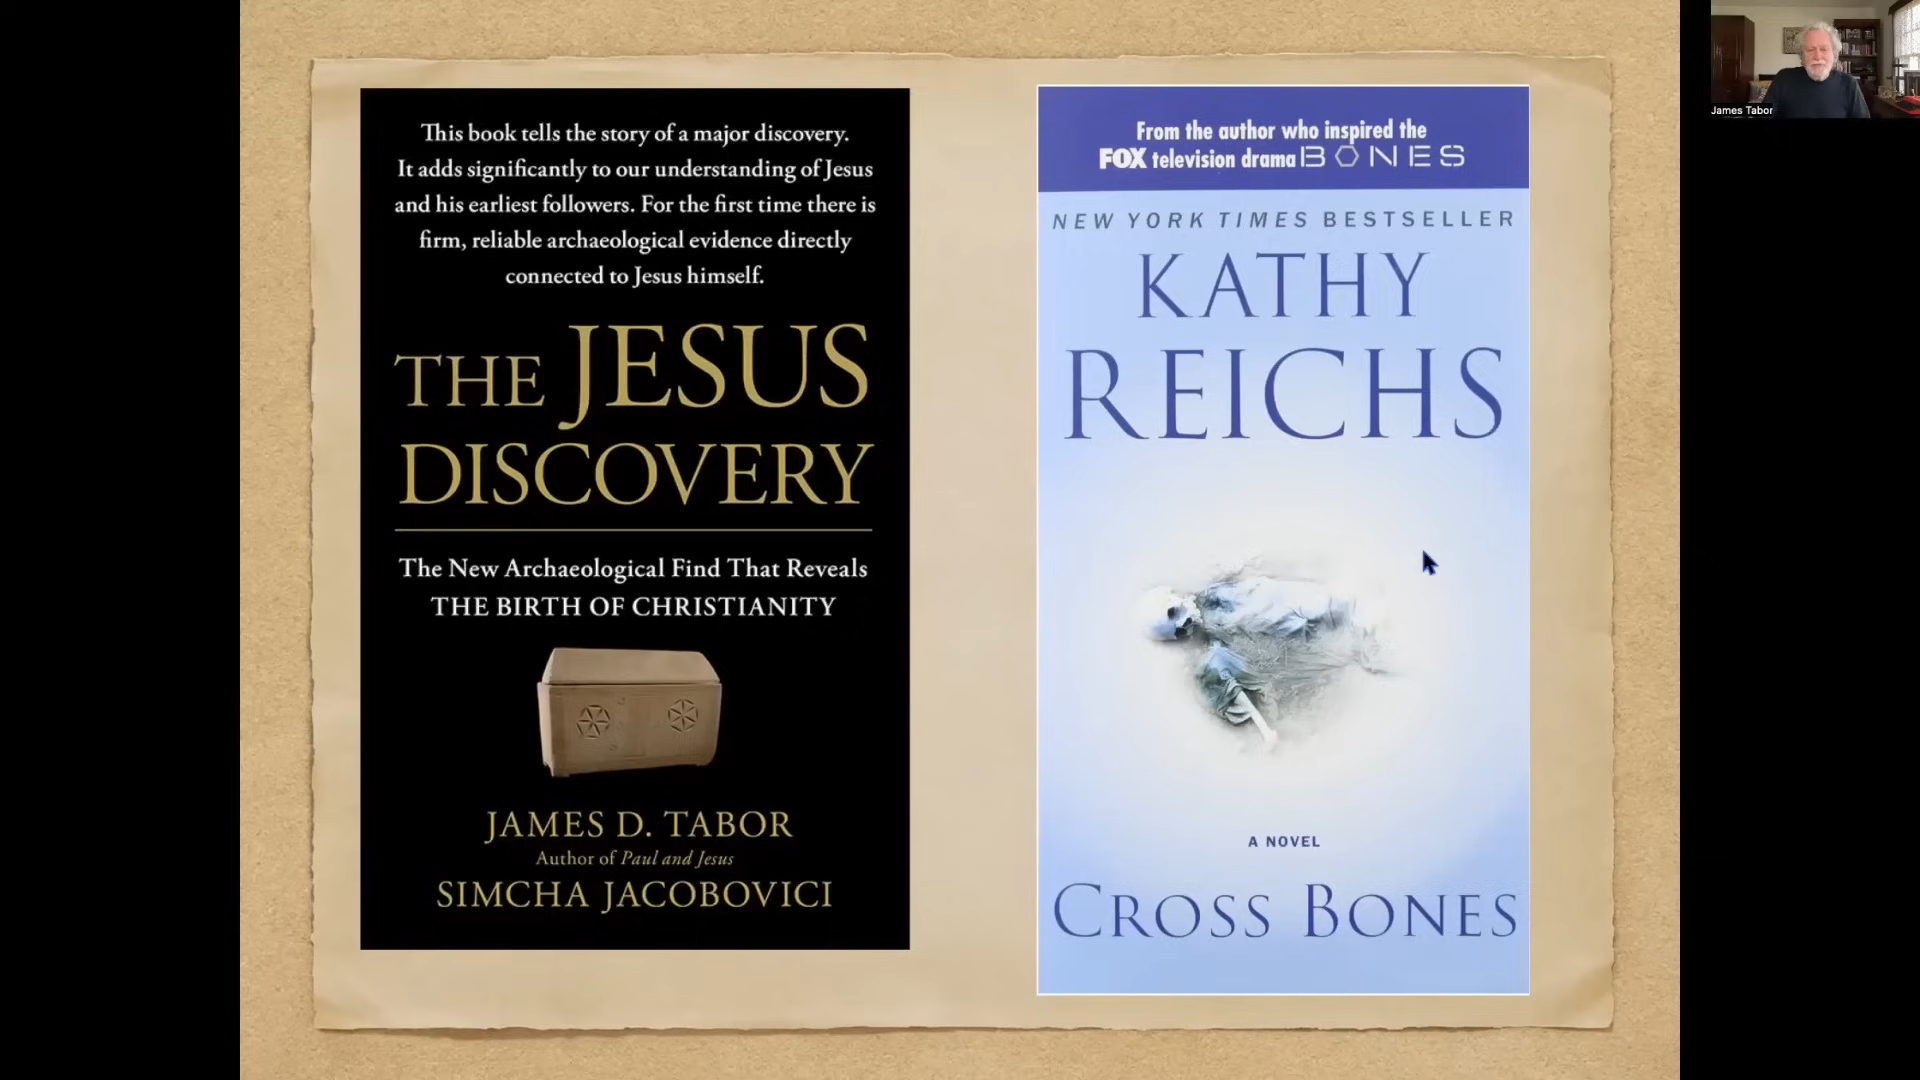 This book tells the story of a major discovery.
It adds significantly to our understanding of Jesus
and his earliest followers. For the first time there is
firm, reliable archaeological evidence directly
connected to Jesus himself.
THE JESUS
DISCOVERY
The New Archaeological Find That Reveals
THE BIRTH OF CHRISTIANITY
JAMES D. TABOR
Author of Paul and Jesus
SIMCHA JACOBOVICI
From the author who inspired the
FOX television drama BONES
NEW YORK TIMES BESTSELLER
KATHY
REICHS
A NOVEL
CROSS BONES
James Tabor